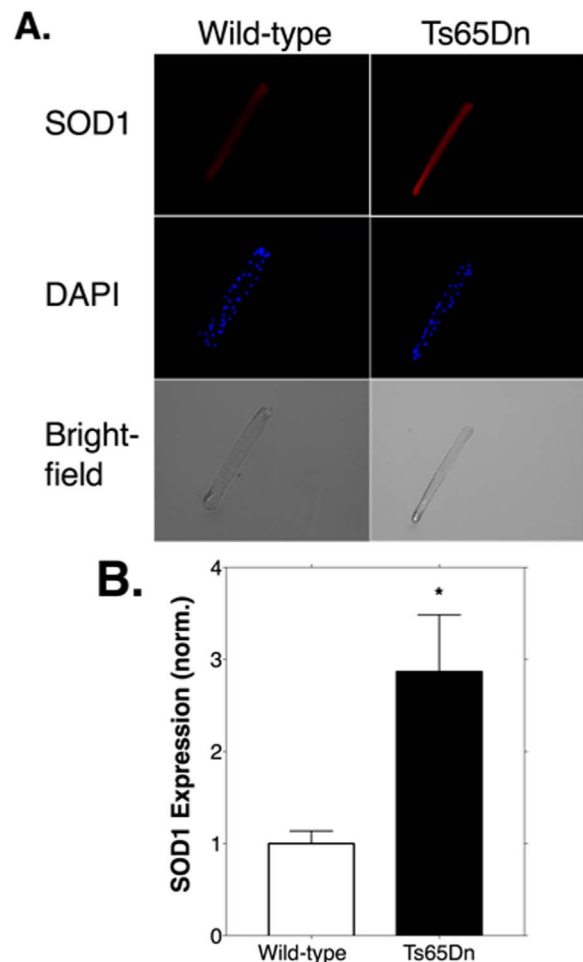 A.
Wild-type Ts65Dn
SOD1
DAPI
Bright-
field
B.
SOD1 Expression (norm.)
4
*
3
2
1
0
Wild-type Ts65Dn